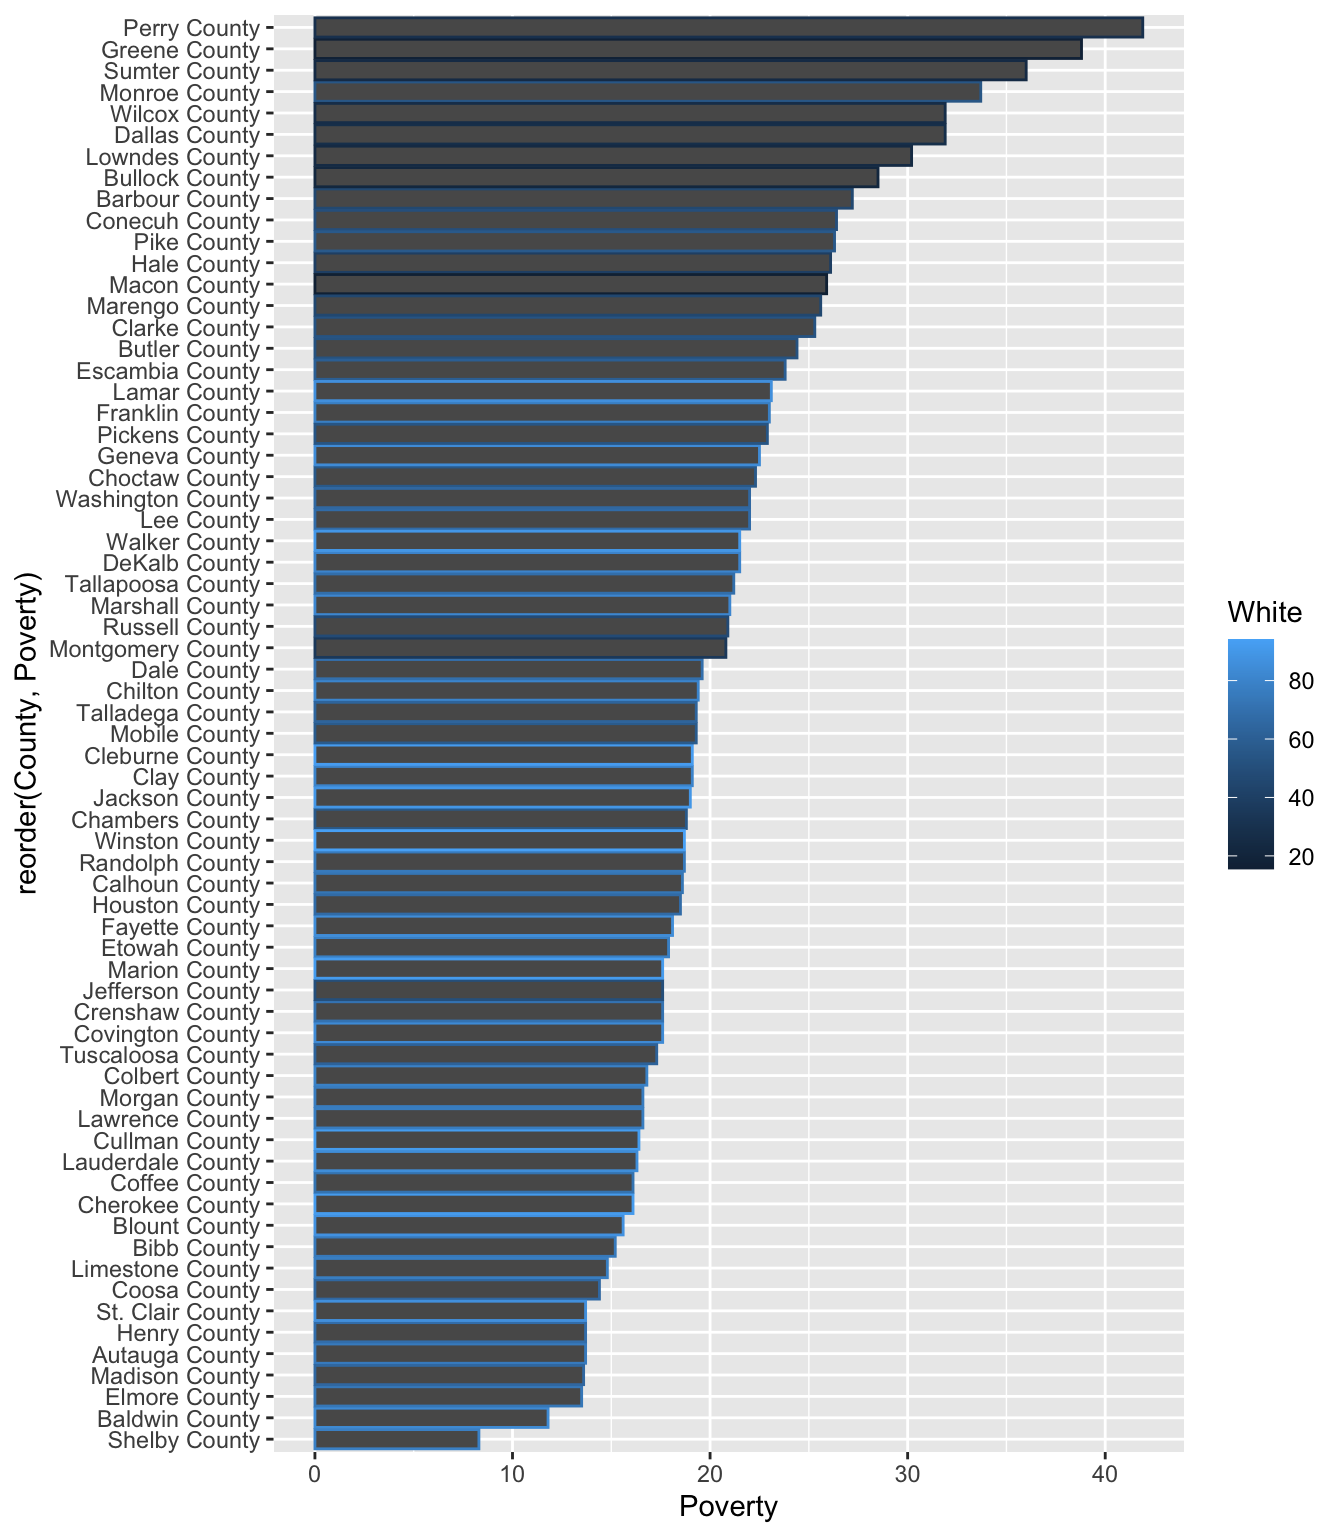 Perry County
Greene County
Sumter County
Monroe County
Wilcox County
Dallas County
Lowndes County
Bullock County
Barbour County
Conecuh County
Pike County
Hale County
Macon County
Marengo County
Clarke County
Butler County
Escambia County
Lamar County
Franklin County
Pickens County
Geneva County
Choctaw County
Washington County
Lee County
Walker County
DeKalb County
Tallapoosa County
Marshall County
Russell County
Montgomery County
Dale County
Chilton County
Talladega County
Mobile County
Cleburne County
Clay County
Jackson County
Chambers County
Winston County
Randolph County
Calhoun County
Houston County
Fayette County
Etowah County
Marion County
Jefferson County
Crenshaw County
Covington County
Tuscaloosa County
Colbert County
Morgan County
Lawrence County
Cullman County
Lauderdale County
Coffee County
Cherokee County
Blount County
Bibb County
Limestone County
Coosa County
St. Clair County
Henry County
Autauga County
Madison County
Elmore County
Baldwin County
Shelby County
reorder(County, Poverty)
0 10 20 30 40
Poverty
White
80
60
40
20